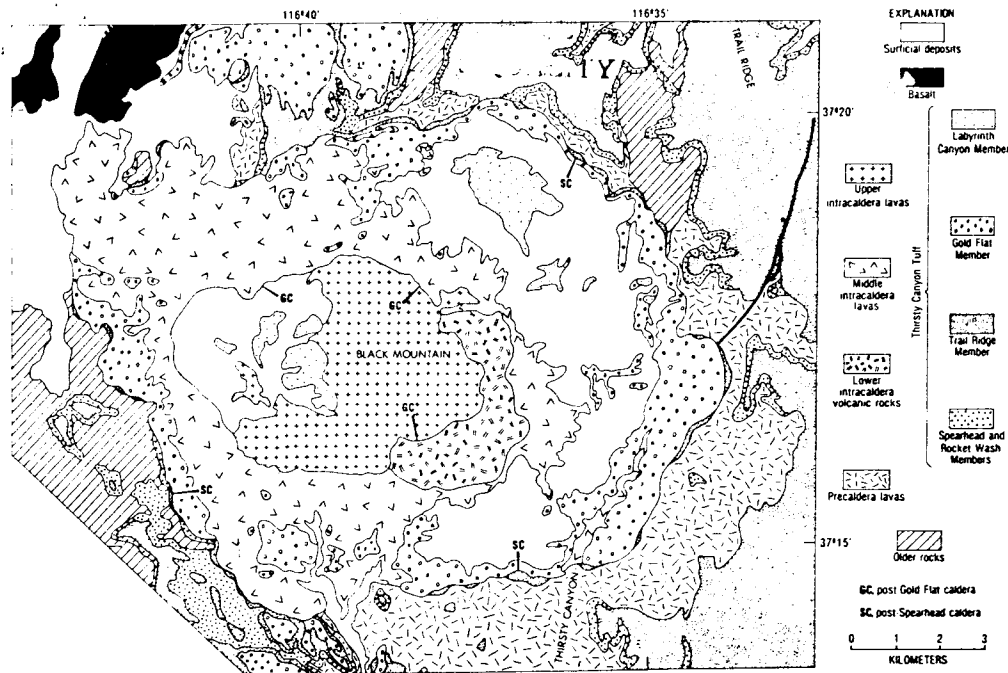 116°40'
116°35'
EXPLANATION
Surficial deposits
Basalt
TRAIL RIDGE
1 Y
37°20'
Labyrinth
Canyon Member
Upper
intracaldera lavas
Gold Flat
Member
Thirsty Canyon Tuff
Middle
intracaldera
lavas
Trail Ridge
Member
Lower
intracaldera
volcanic rocks
Spearhead and
Rocket Wash
Members
Precaldera lavas
Older rocks
37°15'
GC, post Gold Flat caldera
SC, post Spearhead caldera
0 1 2 3
KILOMETERS
SC
GC
GC
BLACK MOUNTAIN
GC
SC
SC
THIRSTY CANYON